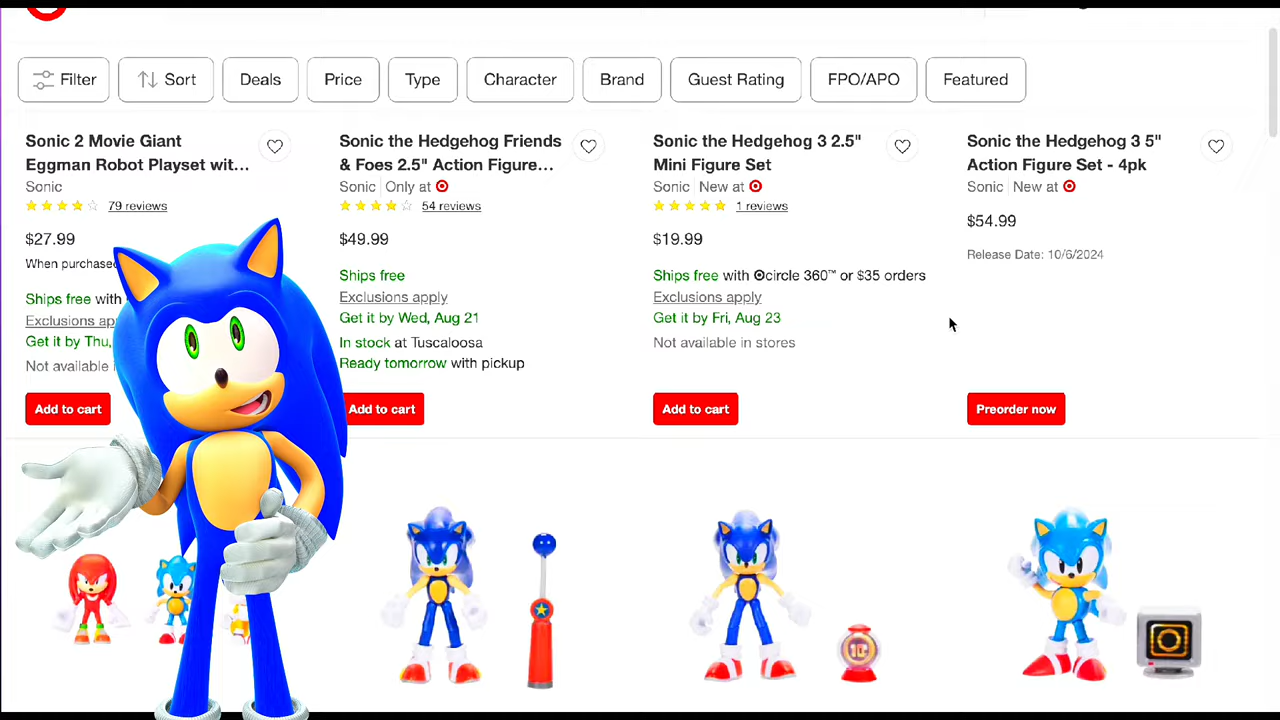 Filter
Sort
Deals
Price
Type
Character
Brand
Guest Rating
FPO/APO
Featured
Sonic 2 Movie Giant
Eggman Robot Playset wit...
Sonic
79 reviews
$27.99
When purchased
Ships free with
Exclusions ap
Get it by Thu,
Not available i
Add to cart
Sonic the Hedgehog Friends
& Foes 2.5" Action Figure...
Sonic | Only at
54 reviews
$49.99
Ships free
Exclusions apply
Get it by Wed, Aug 21
In stock at Tuscaloosa
Ready tomorrow with pickup
Add to cart
Sonic the Hedgehog 3 2.5"
Mini Figure Set
Sonic | New at
1 reviews
$19.99
Ships free with circle 360™ or $35 orders
Exclusions apply
Get it by Fri, Aug 23
Not available in stores
Add to cart
Sonic the Hedgehog 3 5"
Action Figure Set - 4pk
Sonic | New at
$54.99
Release Date: 10/6/2024
Preorder now
10